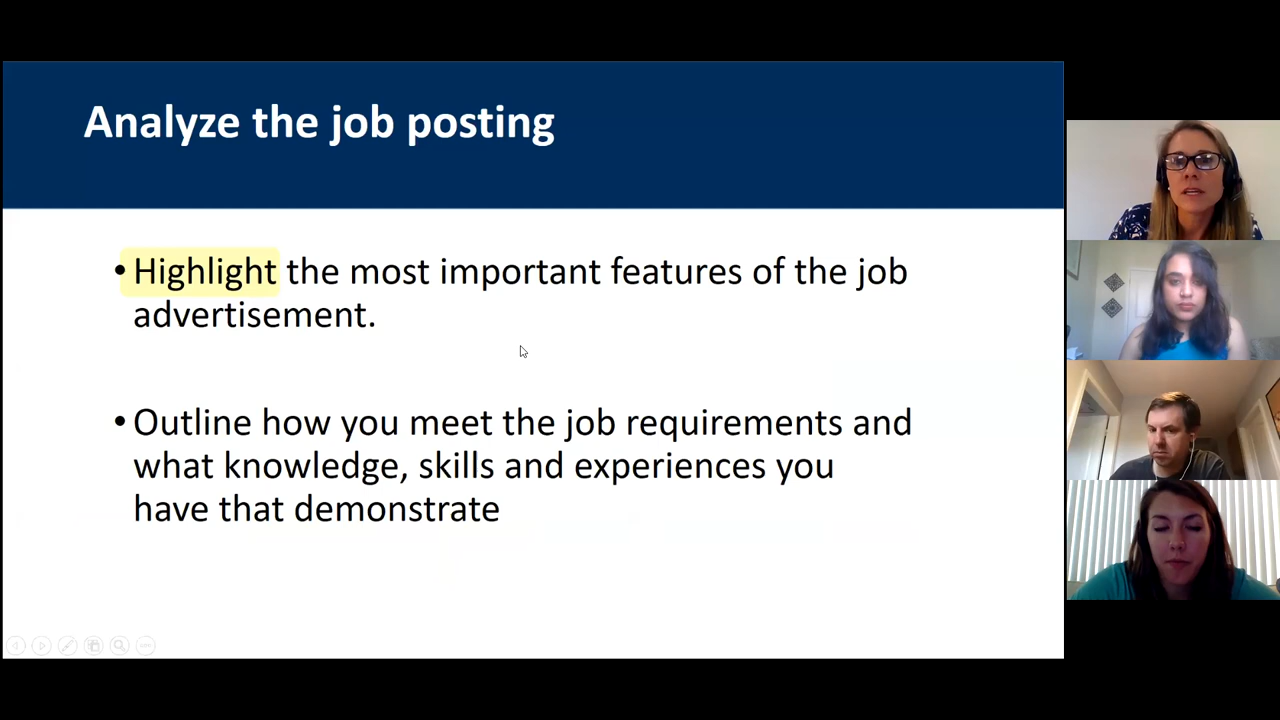 Analyze the job posting
•Highlight the most important features of the job
advertisement.
•Outline how you meet the job requirements and
what knowledge, skills and experiences you
have that demonstrate